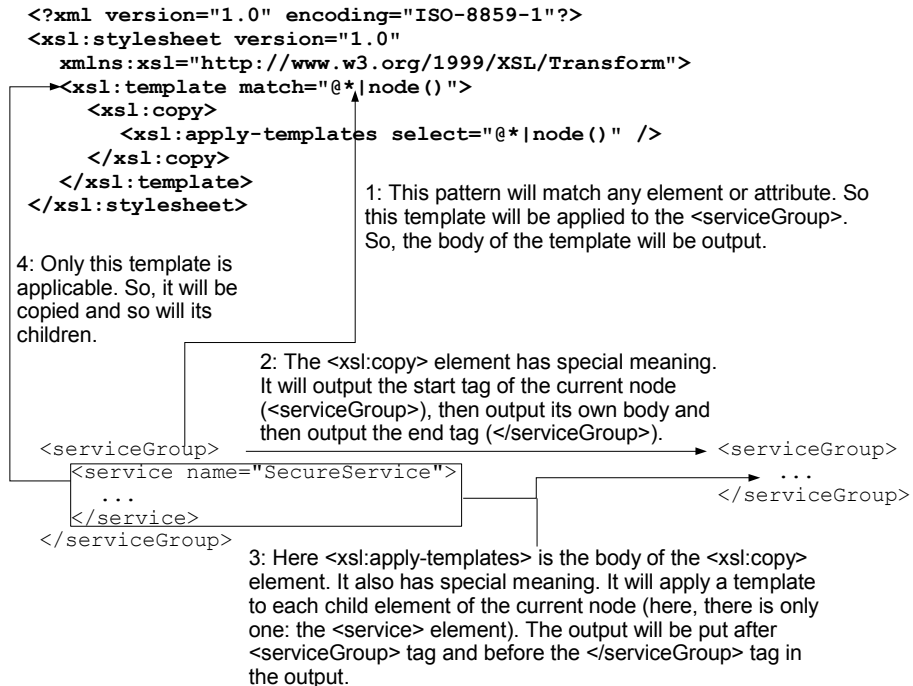 <?xml version="1.0" encoding="ISO-8859-1"?>
<xsl:stylesheet version="1.0"
xmlns:xsl="http://www.w3.org/1999/XSL/Transform">
<xsl:template match="@*|node()">
<xsl:copy>
<xsl:apply-templates select="@*|node()" />
</xsl:copy>
</xsl:template>
</xsl:stylesheet>
1: This pattern will match any element or attribute. So
this template will be applied to the <serviceGroup>.
So, the body of the template will be output.
4: Only this template is
applicable. So, it will be
copied and so will its
children.
2: The <xsl:copy> element has special meaning.
It will output the start tag of the current node
(<serviceGroup>), then output its own body and
then output the end tag (</serviceGroup>).
<serviceGroup>
<service name="SecureService">
...
</service>
</serviceGroup>
<serviceGroup>
...
</serviceGroup>
3: Here <xsl:apply-templates> is the body of the <xsl:copy>
element. It also has special meaning. It will apply a template
to each child element of the current node (here, there is only
one: the <service> element). The output will be put after
<serviceGroup> tag and before the </serviceGroup> tag in
the output.